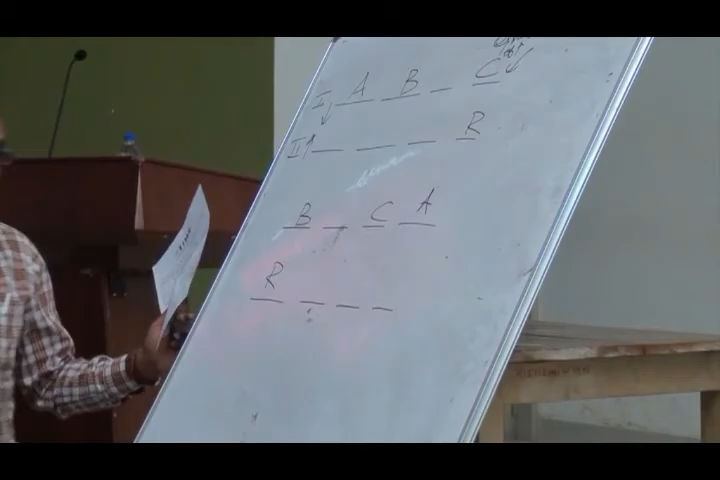 I↓ A B _ C
II↑ _ _ _ R
B _ C A
R _ _ _